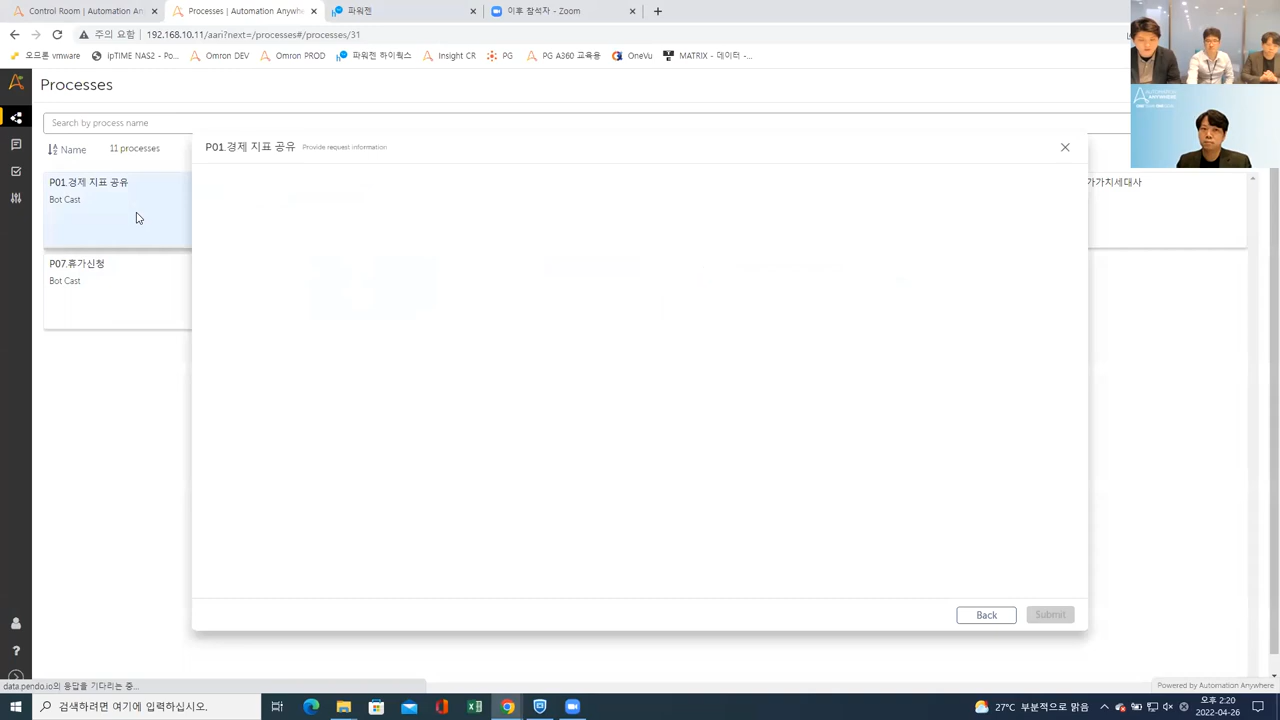 Control Room | Automation An
Processes | Automation Anywhe
파워젠
이후 참석자 - Zoom
주의 요함
192.168.10.11/aari?next=/processes#/processes/31
오므론 vmware
IpTIME NAS2 - Po...
Omron DEV
Omron PROD
파워젠 하이웍스
Insight CR
PG
PG A360 교육용
OneVu
MATRIX - 데이터 -...
Processes
Search by process name
Name
11 processes
P01.경제 지표 공유
Provide request information
P01.경제 지표 공유
Bot Cast
가가치세대사
P07.휴가신청
Bot Cast
AUTOMATION
ANYWHERE
Back
Submit
data.pendo.io의 응답을 기다리는 중...
Powered by Automation Anywhere
검색하려면 여기에 입력하십시오.
27°C 부분적으로 맑음
오후 2:20
2022-04-26